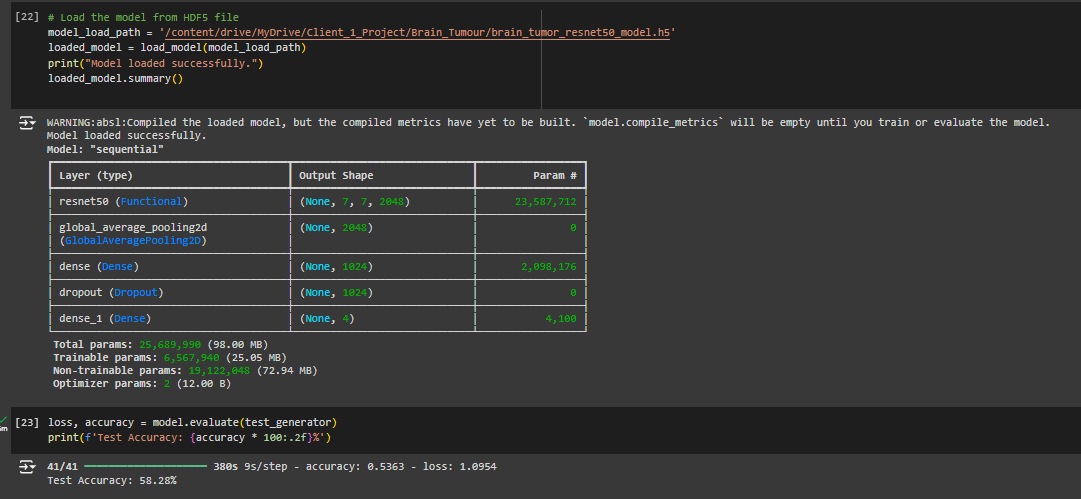 [22] # Load the model from HDF5 file
model_load_path = '/content/drive/MyDrive/Client_1_Project/Brain_Tumour/brain_tumor_resnet50_model.h5'
loaded_model = load_model(model_load_path)
print("Model loaded successfully.")
loaded_model.summary()
WARNING:absl:Compiled the loaded model, but the compiled metrics have yet to be built. `model.compile_metrics` will be empty until you train or evaluate the model.
Model loaded successfully.
Model: "sequential"
Layer (type) Output Shape Param #
resnet50 (Functional) (None, 7, 7, 2048) 23,587,712
global_average_pooling2d (None, 2048) 0
(GlobalAveragePooling2D)
dense (Dense) (None, 1024) 2,098,176
dropout (Dropout) (None, 1024) 0
dense_1 (Dense) (None, 4) 4,100
Total params: 25,689,990 (98.00 MB)
Trainable params: 6,567,940 (25.05 MB)
Non-trainable params: 19,122,048 (72.94 MB)
Optimizer params: 2 (12.00 B)
[23] loss, accuracy = model.evaluate(test_generator)
print(f'Test Accuracy: {accuracy * 100:.2f}%')
41/41 380s 9s/step - accuracy: 0.5363 - loss: 1.0954
Test Accuracy: 58.28%